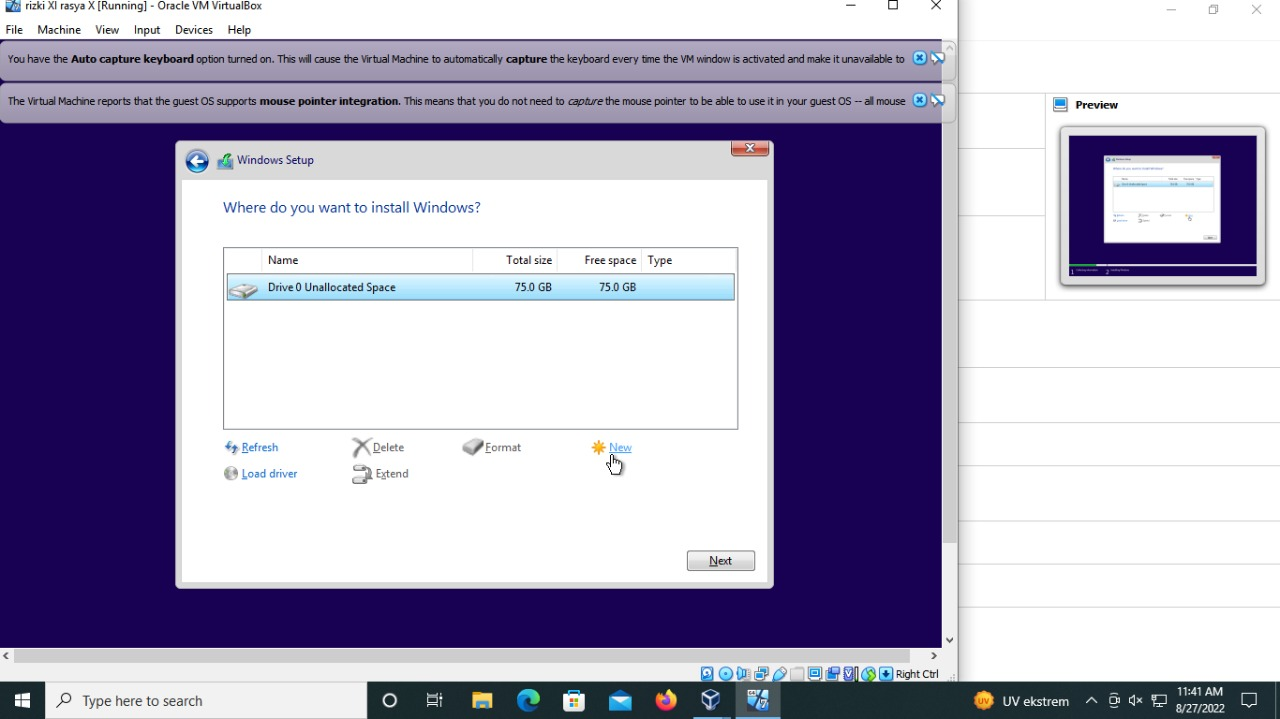 rizki XI rasya X [Running] - Oracle VM VirtualBox
File Machine View Input Devices Help
You have the Auto capture keyboard option turned on. This will cause the Virtual Machine to automatically capture the keyboard every time the VM window is activated and make it unavailable to
The Virtual Machine reports that the guest OS supports mouse pointer integration. This means that you do not need to capture the mouse pointer to be able to use it in your guest OS -- all mouse
Preview
Windows Setup
Where do you want to install Windows?
Name Total size Free space Type
Drive 0 Unallocated Space 75.0 GB 75.0 GB
Refresh Delete Format New
Load driver Extend
Next
Right Ctrl
Type here to search
UV ekstrem
11:41 AM
8/27/2022